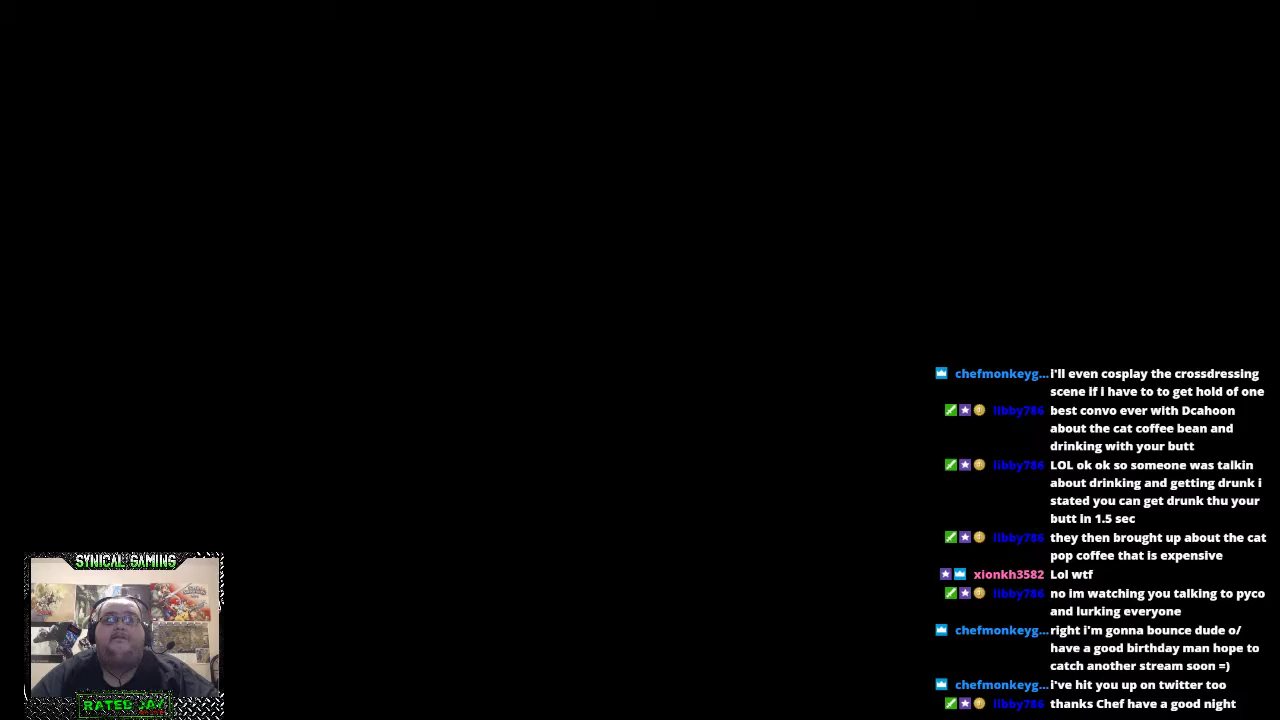 chefmonkeyg... i'll even cosplay the crossdressing
scene if i have to to get hold of one
libby786 best convo ever with Dcahoon
about the cat coffee bean and
drinking with your butt
libby786 LOL ok ok so someone was talkin
about drinking and getting drunk i
stated you can get drunk thu your
butt in 1.5 sec
libby786 they then brought up about the cat
pop coffee that is expensive
xionkh3582 Lol wtf
libby786 no im watching you talking to pyco
and lurking everyone
chefmonkeyg... right i'm gonna bounce dude o/
have a good birthday man hope to
catch another stream soon =)
chefmonkeyg... i've hit you up on twitter too
libby786 thanks Chef have a good night
SYNICAL GAMING
RATED JAY